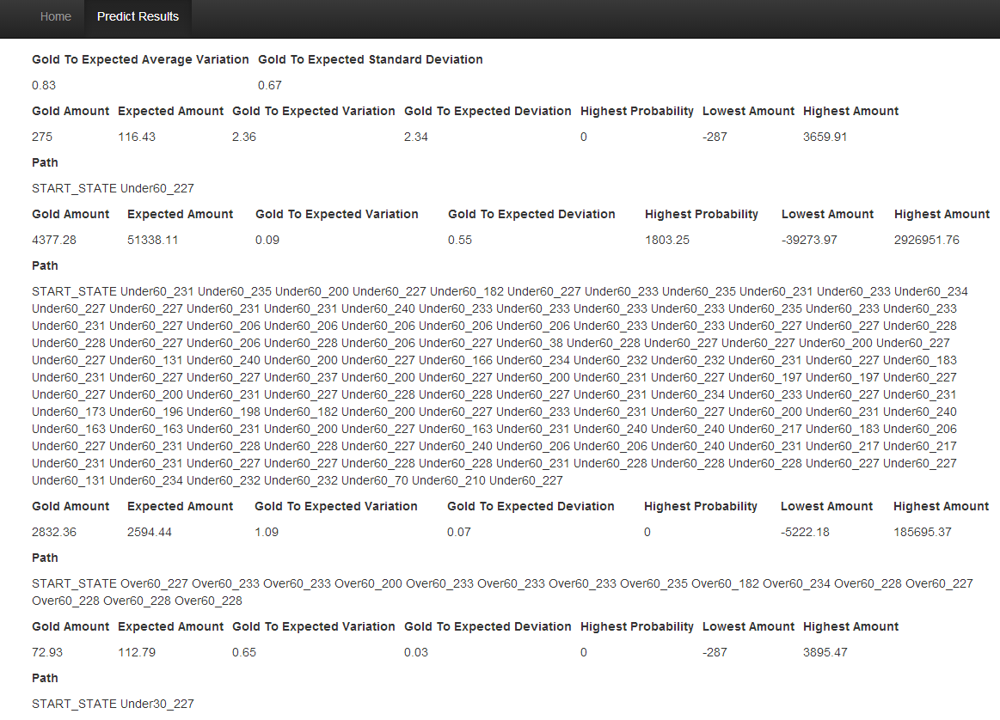 Home Predict Results
Gold To Expected Average Variation Gold To Expected Standard Deviation
0.83 0.67
Gold Amount Expected Amount Gold To Expected Variation Gold To Expected Deviation Highest Probability Lowest Amount Highest Amount
275 116.43 2.36 2.34 0 -287 3659.91
Path
START_STATE Under60_227
Gold Amount Expected Amount Gold To Expected Variation Gold To Expected Deviation Highest Probability Lowest Amount Highest Amount
4377.28 51338.11 0.09 0.55 1803.25 -39273.97 2926951.76
Path
START_STATE Under60_231 Under60_235 Under60_200 Under60_227 Under60_182 Under60_227 Under60_233 Under60_235 Under60_231 Under60_233 Under60_234
Under60_227 Under60_227 Under60_231 Under60_231 Under60_240 Under60_233 Under60_233 Under60_233 Under60_233 Under60_235 Under60_233 Under60_233
Under60_231 Under60_227 Under60_206 Under60_206 Under60_206 Under60_206 Under60_206 Under60_233 Under60_233 Under60_227 Under60_227 Under60_228
Under60_228 Under60_227 Under60_206 Under60_228 Under60_206 Under60_227 Under60_38 Under60_228 Under60_227 Under60_227 Under60_200 Under60_227
Under60_227 Under60_131 Under60_240 Under60_200 Under60_227 Under60_166 Under60_234 Under60_232 Under60_232 Under60_231 Under60_227 Under60_183
Under60_231 Under60_227 Under60_227 Under60_237 Under60_200 Under60_227 Under60_200 Under60_231 Under60_227 Under60_197 Under60_197 Under60_227
Under60_227 Under60_200 Under60_231 Under60_227 Under60_228 Under60_228 Under60_227 Under60_231 Under60_234 Under60_233 Under60_227 Under60_231
Under60_173 Under60_196 Under60_198 Under60_182 Under60_200 Under60_227 Under60_233 Under60_231 Under60_227 Under60_200 Under60_231 Under60_240
Under60_163 Under60_163 Under60_231 Under60_200 Under60_227 Under60_163 Under60_231 Under60_240 Under60_240 Under60_217 Under60_183 Under60_206
Under60_227 Under60_231 Under60_228 Under60_228 Under60_227 Under60_240 Under60_206 Under60_206 Under60_240 Under60_231 Under60_217 Under60_217
Under60_231 Under60_231 Under60_227 Under60_227 Under60_228 Under60_228 Under60_231 Under60_228 Under60_228 Under60_228 Under60_227 Under60_227
Under60_131 Under60_234 Under60_232 Under60_232 Under60_70 Under60_210 Under60_227
Gold Amount Expected Amount Gold To Expected Variation Gold To Expected Deviation Highest Probability Lowest Amount Highest Amount
2832.36 2594.44 1.09 0.07 0 -5222.18 185695.37
Path
START_STATE Over60_227 Over60_233 Over60_233 Over60_200 Over60_233 Over60_233 Over60_233 Over60_235 Over60_182 Over60_234 Over60_228 Over60_227
Over60_228 Over60_228 Over60_228
Gold Amount Expected Amount Gold To Expected Variation Gold To Expected Deviation Highest Probability Lowest Amount Highest Amount
72.93 112.79 0.65 0.03 0 -287 3895.47
Path
START_STATE Under30_227